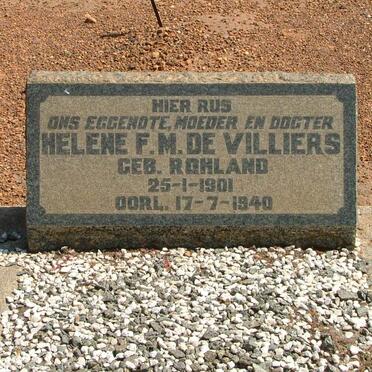 HIER RUS
ONS EGGENOTE, MOEDER EN DOGTER
HELENE F.M. DE VILLIERS
GEB. ROHLAND
25-1-1901
OORL. 17-7-1940